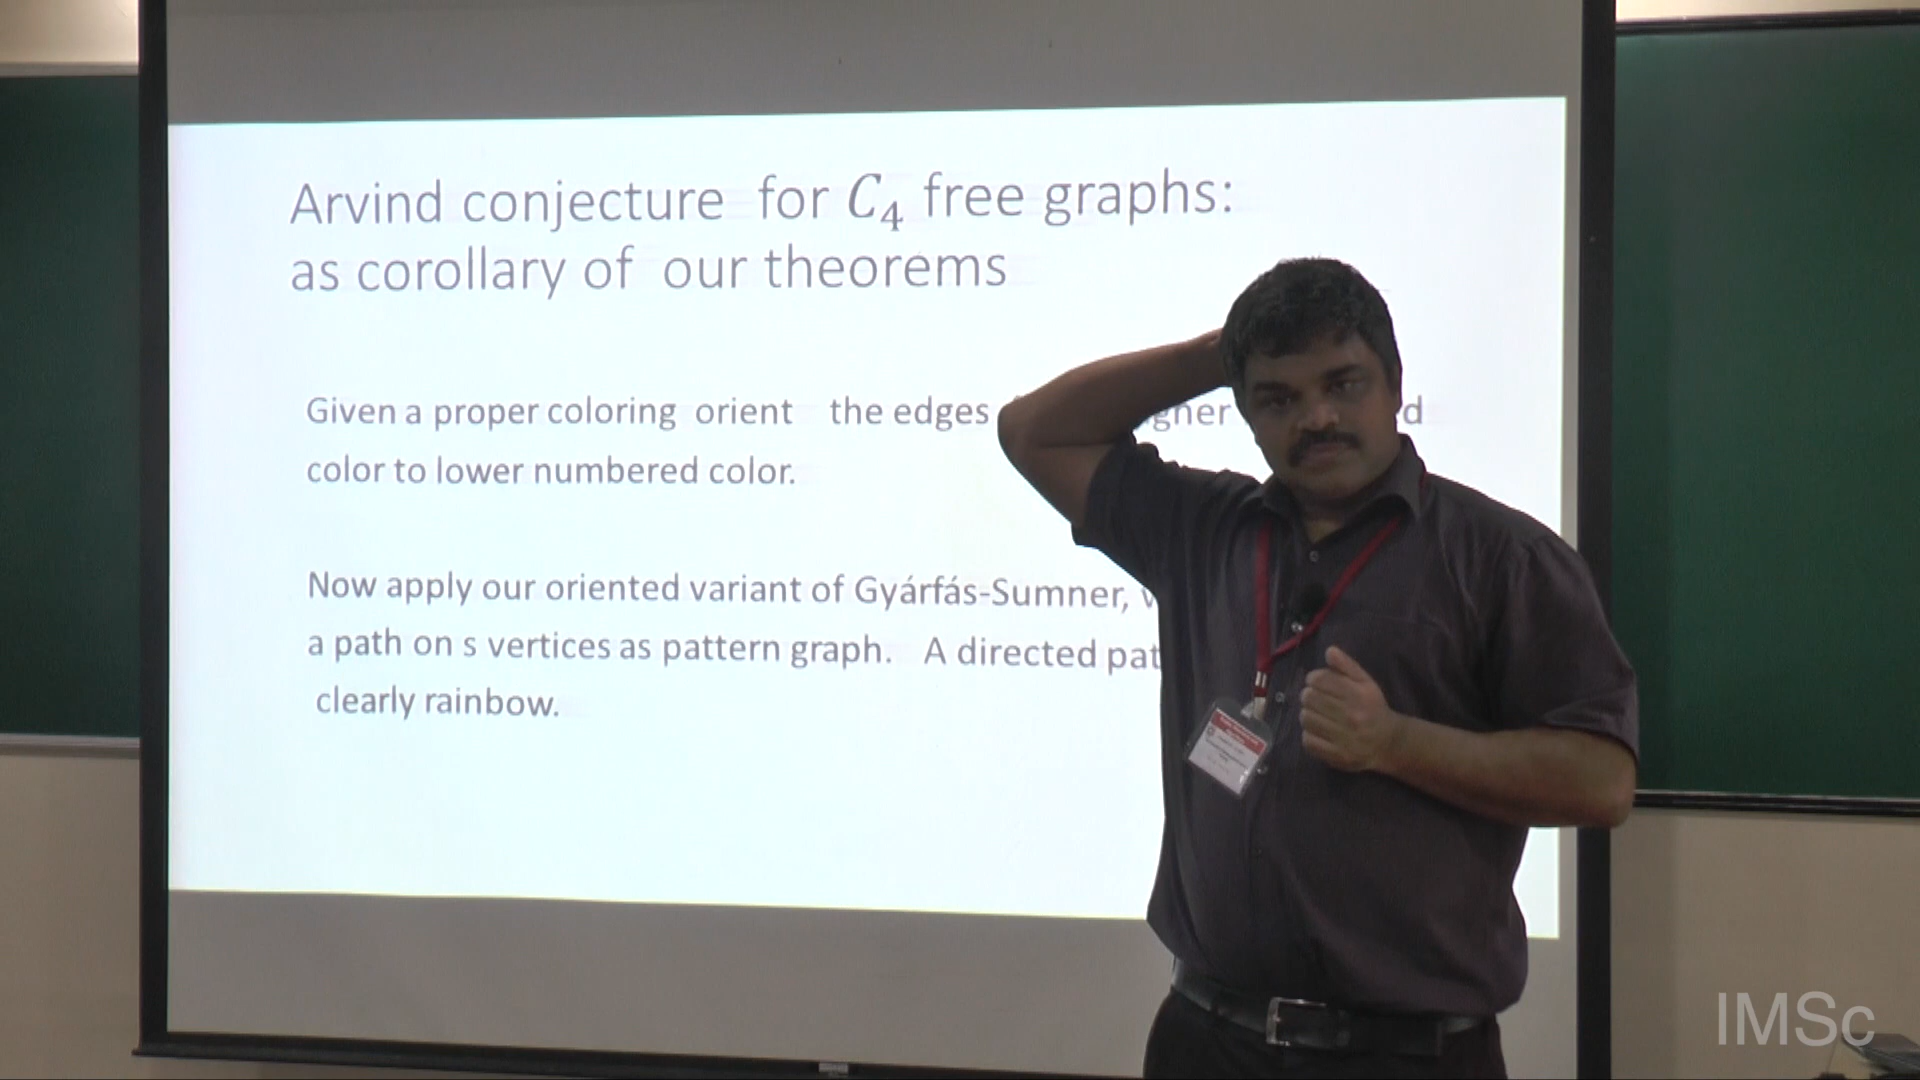 Arvind conjecture for C₄ free graphs:
as corollary of our theorems
Given a proper coloring orient the edges
color to lower numbered color.
Now apply our oriented variant of Gyárfás-Sumner,
a path on s vertices as pattern graph. A directed
clearly rainbow.
IMSc